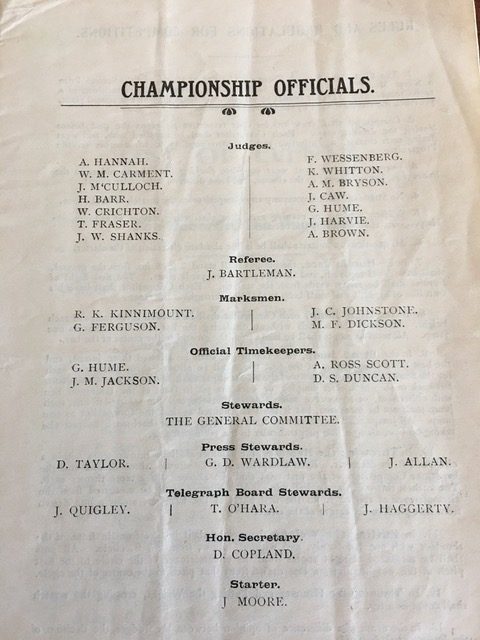 CHAMPIONSHIP OFFICIALS.
Judges.
A. HANNAH.
W. M. CARMENT.
J. M'CULLOCH.
H. BARR.
W. CRICHTON.
T. FRASER.
J. W. SHANKS.
F. WESSENBERG.
K. WHITTON.
A. M. BRYSON.
J. CAW.
G. HUME.
J. HARVIE.
A. BROWN.
Referee.
J. BARTLEMAN.
Marksmen.
R. K. KINNIMOUNT.
G. FERGUSON.
J. C. JOHNSTONE.
M. F. DICKSON.
Official Timekeepers.
G. HUME.
J. M. JACKSON.
A. ROSS SCOTT.
D. S. DUNCAN.
Stewards.
THE GENERAL COMMITTEE.
Press Stewards.
D. TAYLOR. | G. D. WARDLAW. | J. ALLAN.
Telegraph Board Stewards.
J. QUIGLEY. | T. O'HARA. | J. HAGGERTY.
Hon. Secretary.
D. COPLAND.
Starter.
J MOORE.